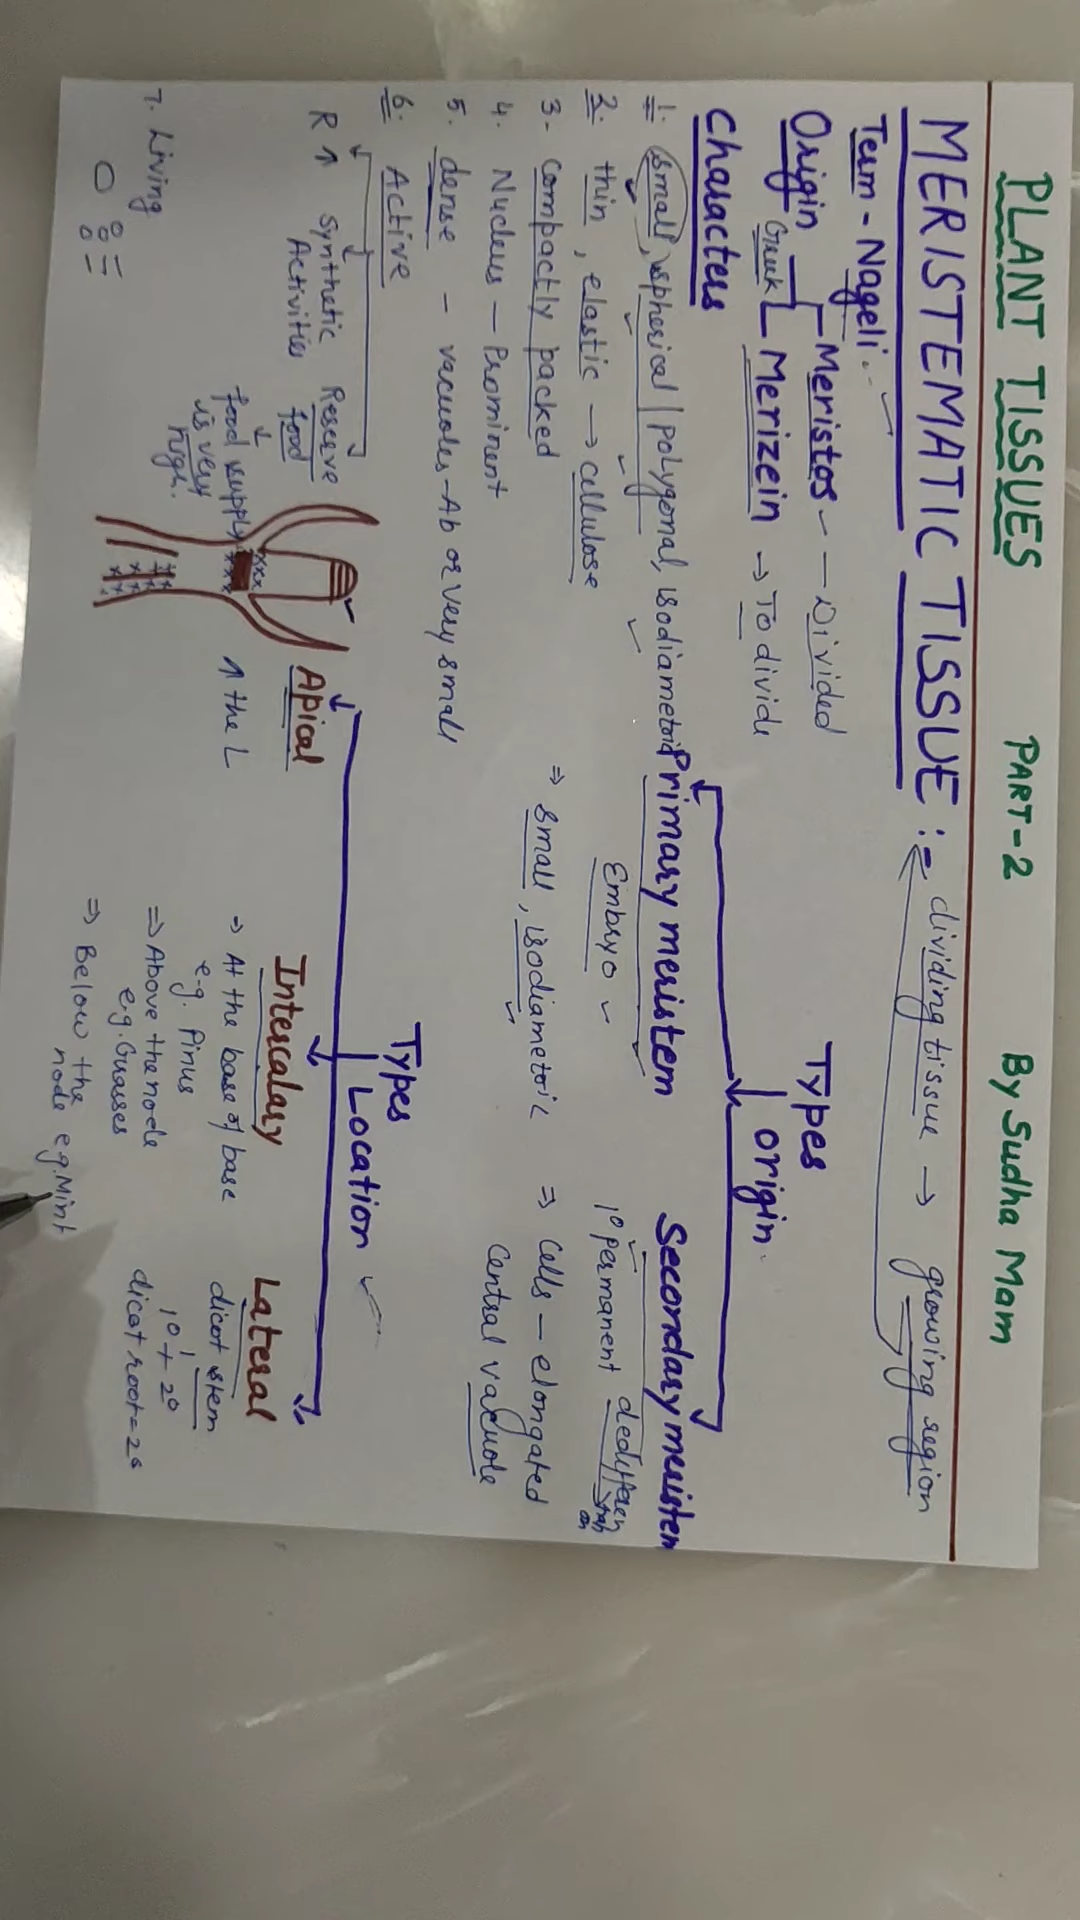 PLANT TISSUES PART-2 By Sudha Mam
MERISTEMATIC TISSUE :- dividing tissue → growing region
Term - Nageli.
Origin Meristos - - Divided
Greek Merizein → To divide
Characters
1. Small, spherical | Polygonal, isodiametric
2. thin, elastic → cellulose
3- Compactly packed
4. Nucleus - Prominent
5. dense - vacuoles-Ab or very small
6. Active
R ↑ Synthetic Activities Reserve food
↓
food supply
is very
high.
7. Living
Types
origin.
Primary meristem
Embryo
⇒ small, isodiametric
Secondary meristem
1° permanent
⇒ Cells - elongated
Central vacuole
Types
Location
Apical
↑ the L
Intercalary
→ At the base of base
e.g. Pinus
⇒ Above the node
e.g. Grasses
⇒ Below the
node e.g. Mint
Lateral
dicot stem
1° + 2°
dicot root =